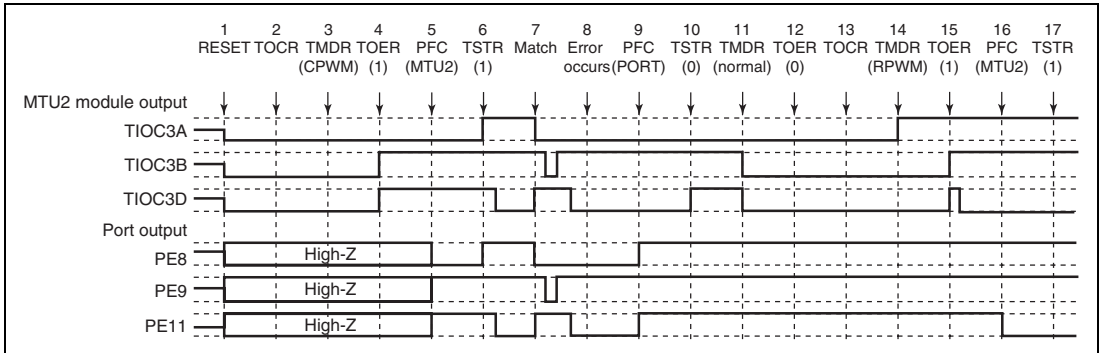 1 2 3 4 5 6 7 8 9 10 11 12 13 14 15 16 17
RESET TOCR TMDR TOER PFC TSTR Match Error PFC TSTR TMDR TOER TOCR TMDR TOER PFC TSTR
(CPWM) (1) (MTU2) (1) occurs (PORT) (0) (normal) (0) (RPWM) (1) (MTU2) (1)
MTU2 module output
TIOC3A
TIOC3B
TIOC3D
Port output
PE8 High-Z
PE9 High-Z
PE11 High-Z